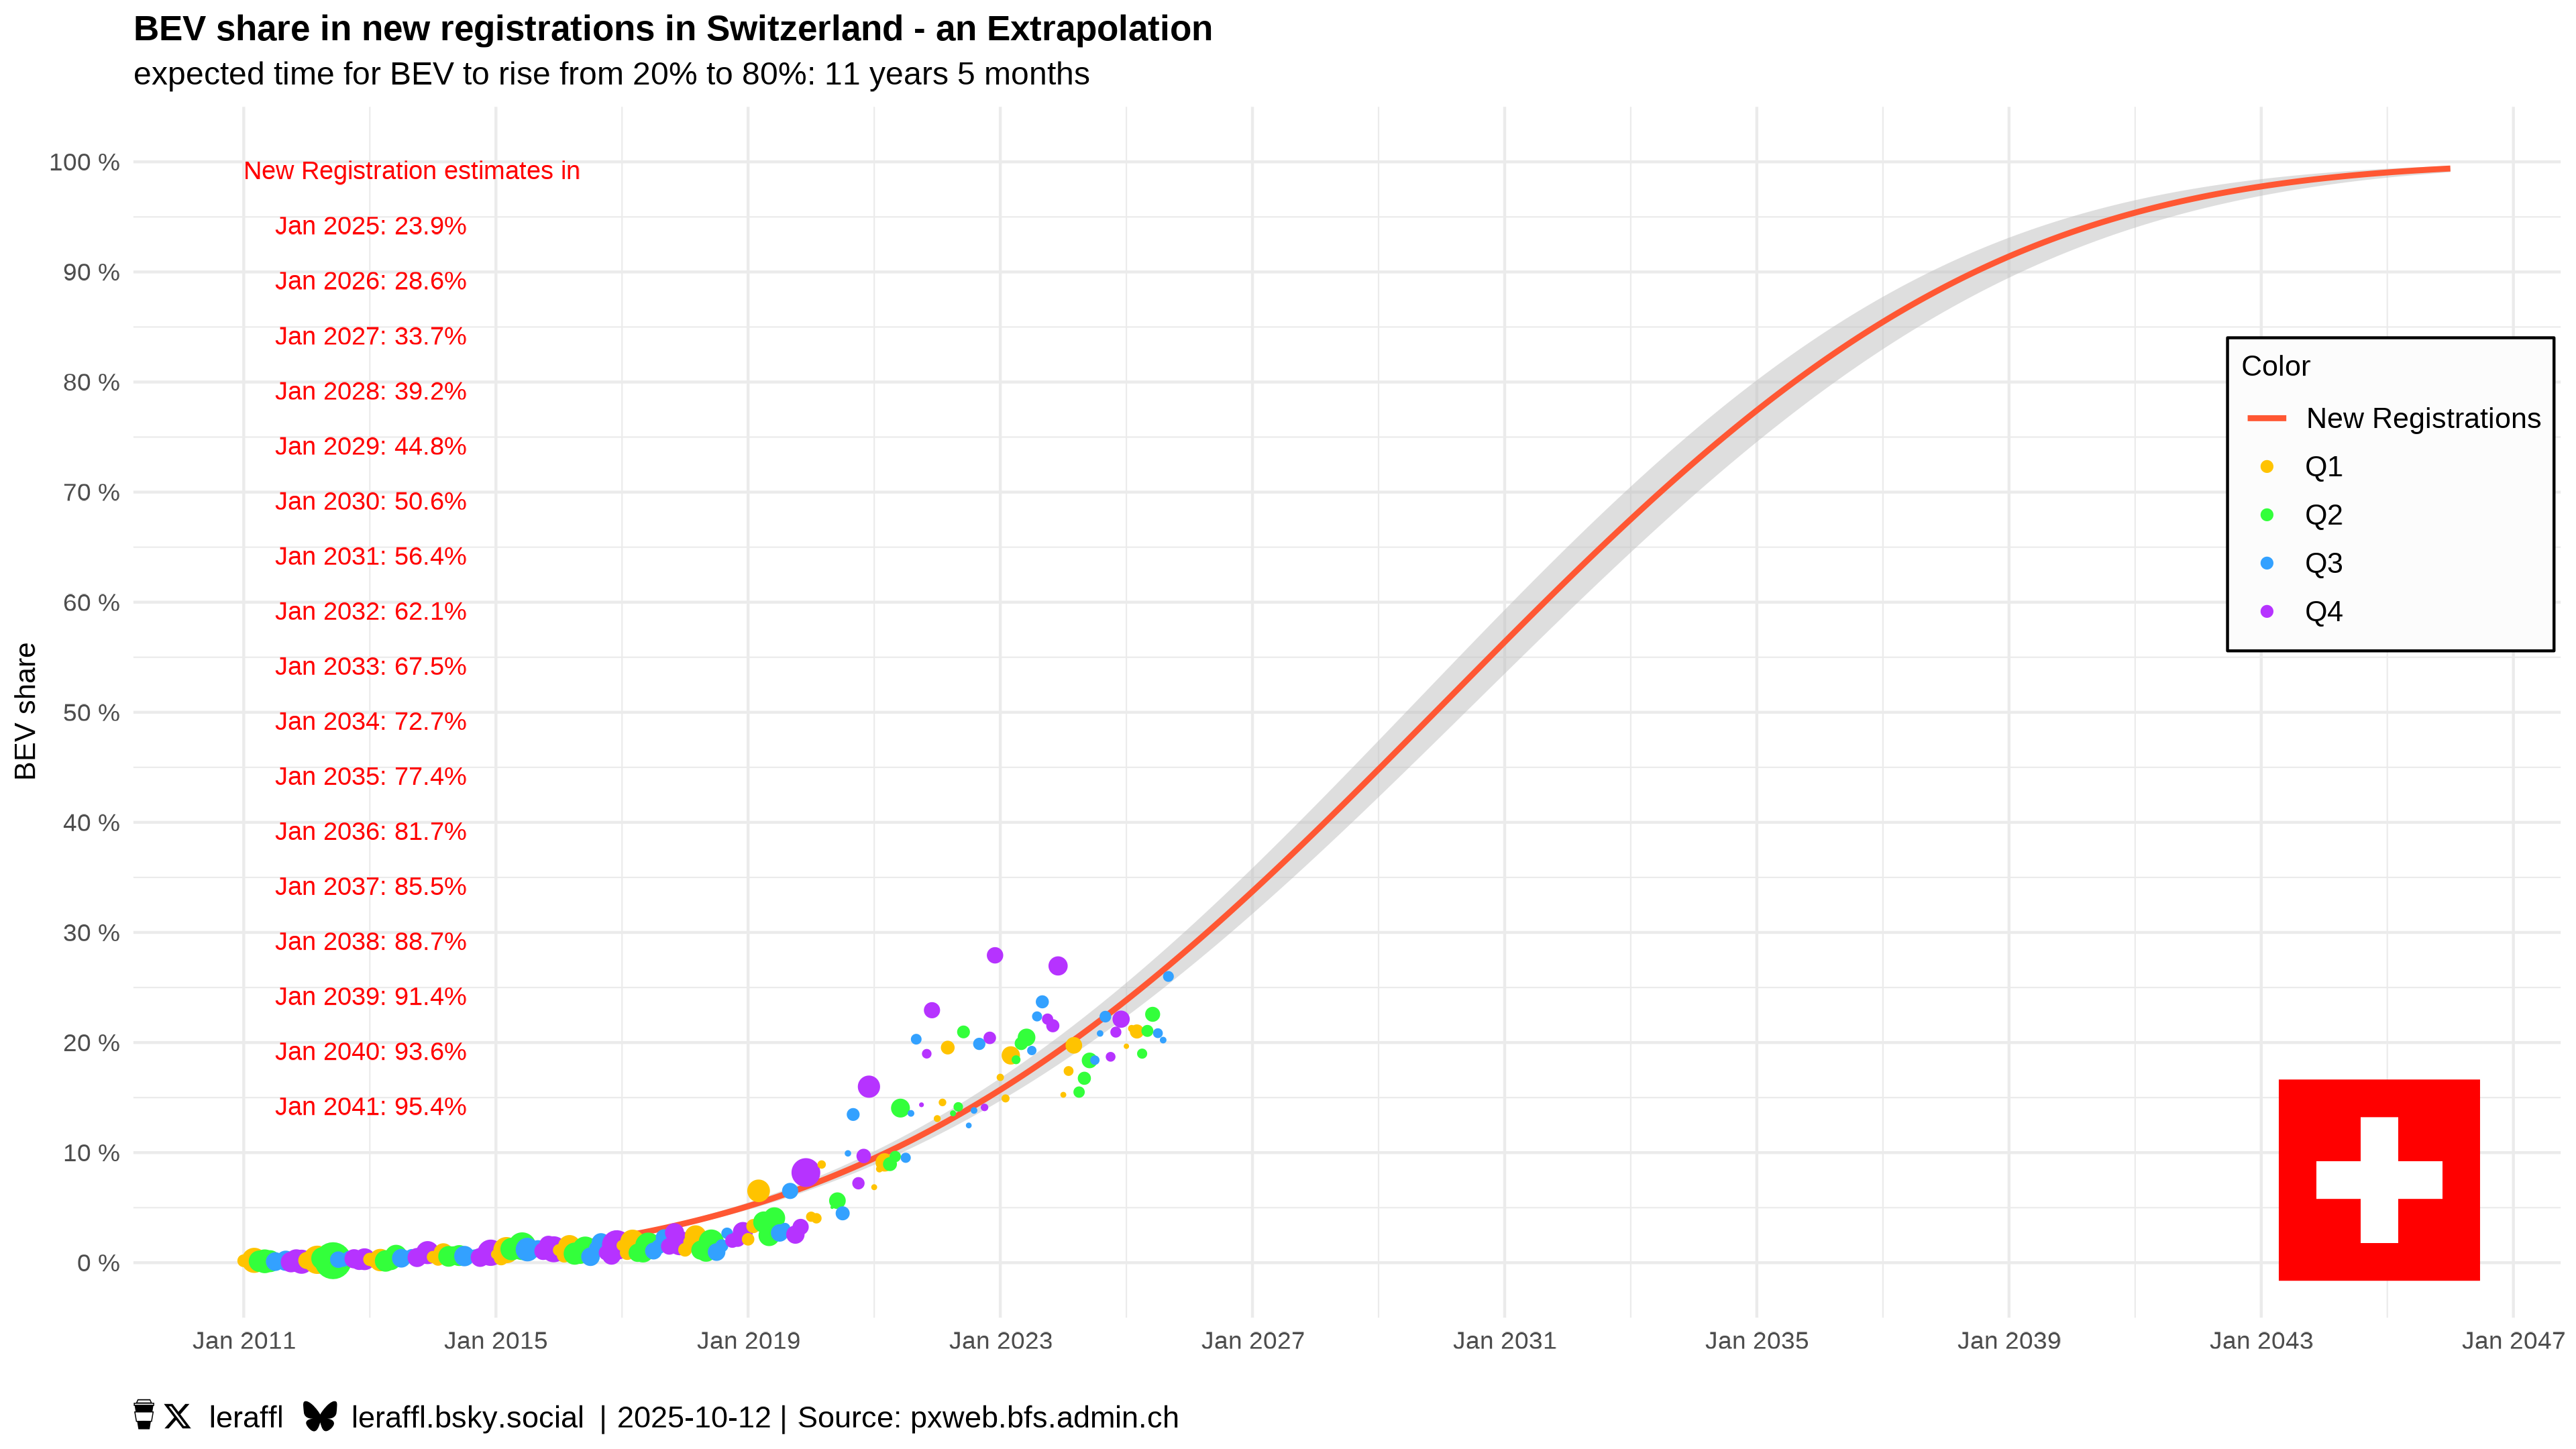 BEV share in new registrations in Switzerland - an Extrapolation
expected time for BEV to rise from 20% to 80%: 11 years 5 months
BEV share
100 %
90 %
80 %
70 %
60 %
50 %
40 %
30 %
20 %
10 %
0 %
New Registration estimates in
Jan 2025: 23.9%
Jan 2026: 28.6%
Jan 2027: 33.7%
Jan 2028: 39.2%
Jan 2029: 44.8%
Jan 2030: 50.6%
Jan 2031: 56.4%
Jan 2032: 62.1%
Jan 2033: 67.5%
Jan 2034: 72.7%
Jan 2035: 77.4%
Jan 2036: 81.7%
Jan 2037: 85.5%
Jan 2038: 88.7%
Jan 2039: 91.4%
Jan 2040: 93.6%
Jan 2041: 95.4%
Color
New Registrations
Q1
Q2
Q3
Q4
Jan 2011 Jan 2015 Jan 2019 Jan 2023 Jan 2027 Jan 2031 Jan 2035 Jan 2039 Jan 2043 Jan 2047
leraffl leraffl.bsky.social | 2025-10-12 | Source: pxweb.bfs.admin.ch